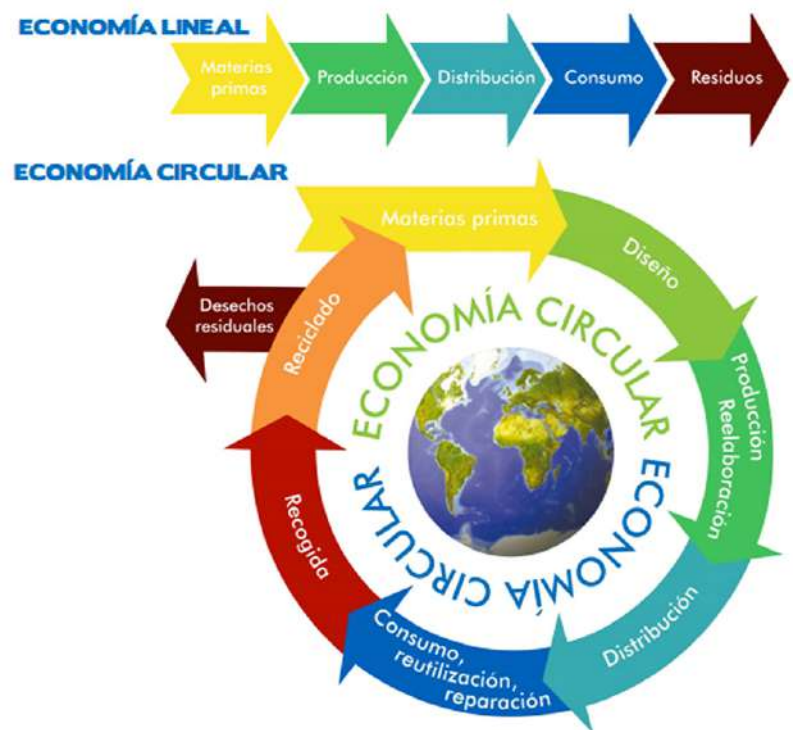 ECONOMÍA LINEAL
Materias
primas
Producción
Distribución
Consumo
Residuos
ECONOMÍA CIRCULAR
Materias primas
Diseño
Producción
Reelaboración
Distribución
Consumo,
reutilización,
reparación
Recogida
Reciclado
Desechos
residuales
ECONOMÍA CIRCULAR
ECONOMÍA CIRCULAR